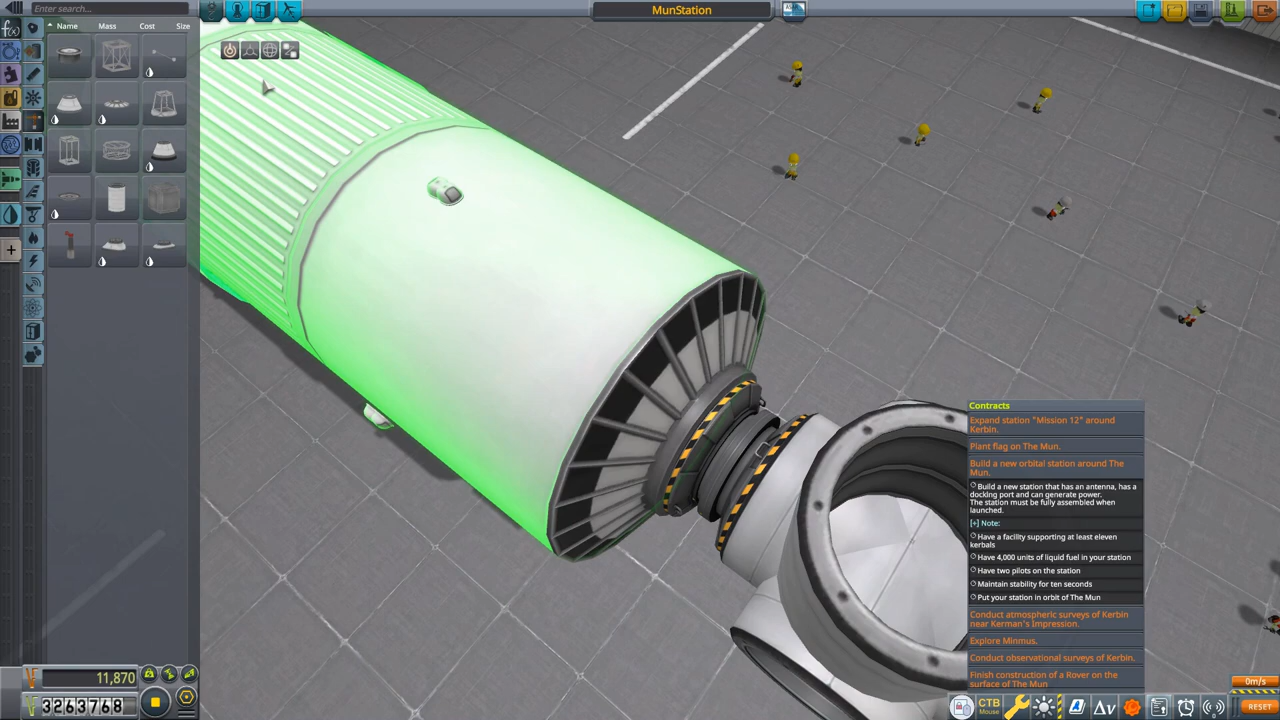 Enter search...
MunStation
Name Mass Cost Size
f(x)
Contracts
Expand station "Mission 12" around
Kerbin.
Plant flag on The Mun.
Build a new orbital station around The
Mun.
Build a new station that has an antenna, has a
docking port and can generate power.
The station must be fully assembled when
launched.
[+] Note:
Have a facility supporting at least eleven
kerbals
Have 4,000 units of liquid fuel in your station
Have two pilots on the station
Maintain stability for ten seconds
Put your station in orbit of The Mun
Conduct atmospheric surveys of Kerbin
near Kerman's Impression.
Explore Minmus.
Conduct observational surveys of Kerbin.
Finish construction of a Rover on the
surface of The Mun
11,870
3263768
0m/s
CTB
Mouse
Δv
RESET